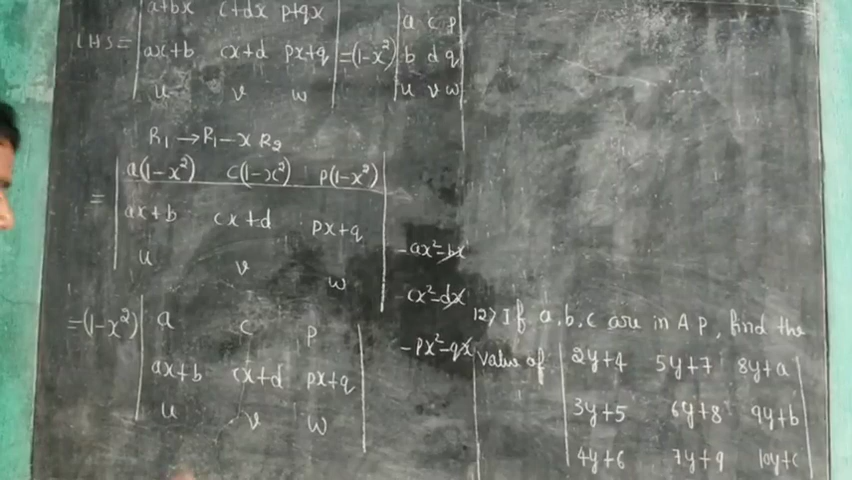 a+bx c+dx p+qx a c p
LHS = ax+b cx+d px+q =(1-x²) b d q
u v w u v w
R₁ → R₁ - x R₂
a(1-x²) c(1-x²) p(1-x²)
= ax+b cx+d px+q
u v w
=(1-x²) a c p
ax+b cx+d px+q
u v w
-ax²-bx
-cx²-dx
-px²-qx
12> If a,b,c are in AP, find the
value of 2y+4 5y+7 8y+a
3y+5 6y+8 9y+b
4y+6 7y+9 10y+c